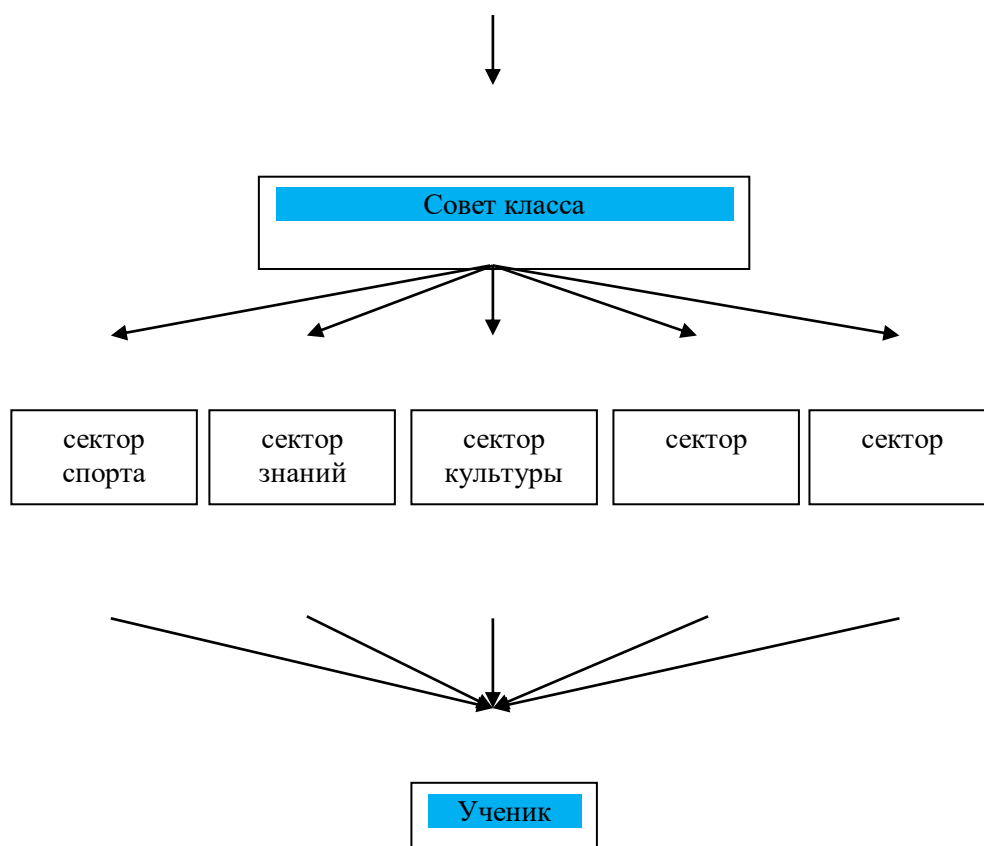 Совет класса
сектор
спорта
сектор
знаний
сектор
культуры
сектор
сектор
Ученик